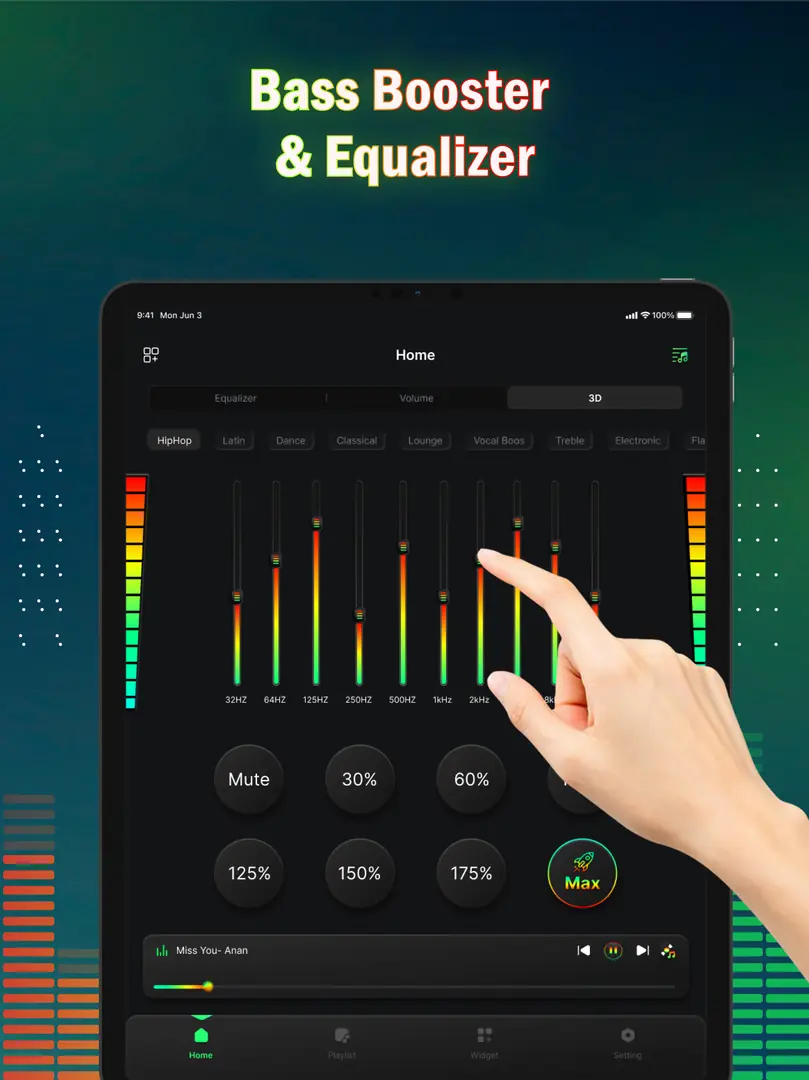 Bass Booster
& Equalizer
9:41 Mon Jun 3
100%
Home
Equalizer Volume 3D
HipHop Latin Dance Classical Lounge Vocal Boos Treble Electronic Fla
32HZ 64HZ 125HZ 250HZ 500HZ 1kHz 2kHz
Mute 30% 60%
125% 150% 175% Max
Miss You- Anan
Home Playlist Widget Setting